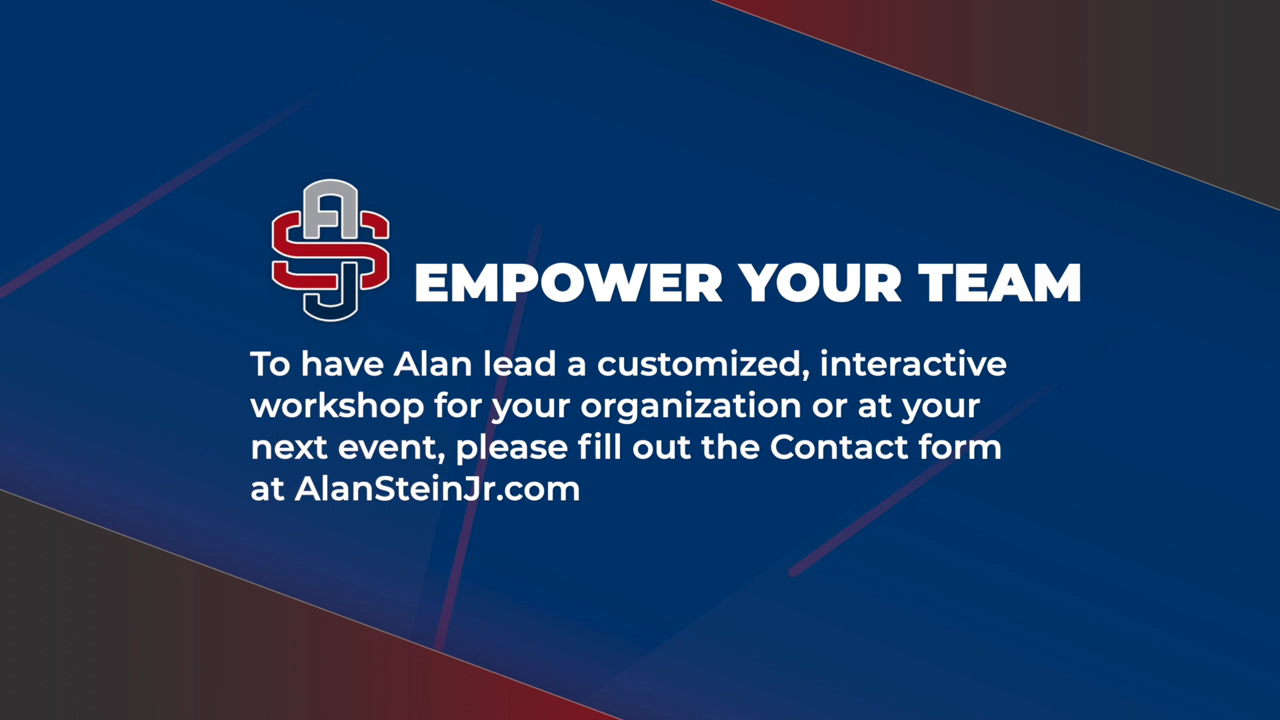 ASJ
EMPOWER YOUR TEAM
To have Alan lead a customized, interactive
workshop for your organization or at your
next event, please fill out the Contact form
at AlanSteinJr.com